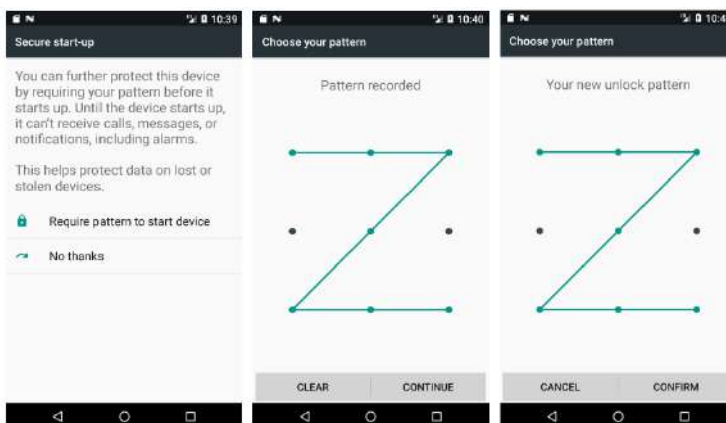 10:39
Secure start-up
You can further protect this device
by requiring your pattern before it
starts up. Until the device starts up,
it can't receive calls, messages, or
notifications, including alarms.
This helps protect data on lost or
stolen devices.
Require pattern to start device
No thanks
10:40
Choose your pattern
Pattern recorded
CLEAR CONTINUE
10:4
Choose your pattern
Your new unlock pattern
CANCEL CONFIRM